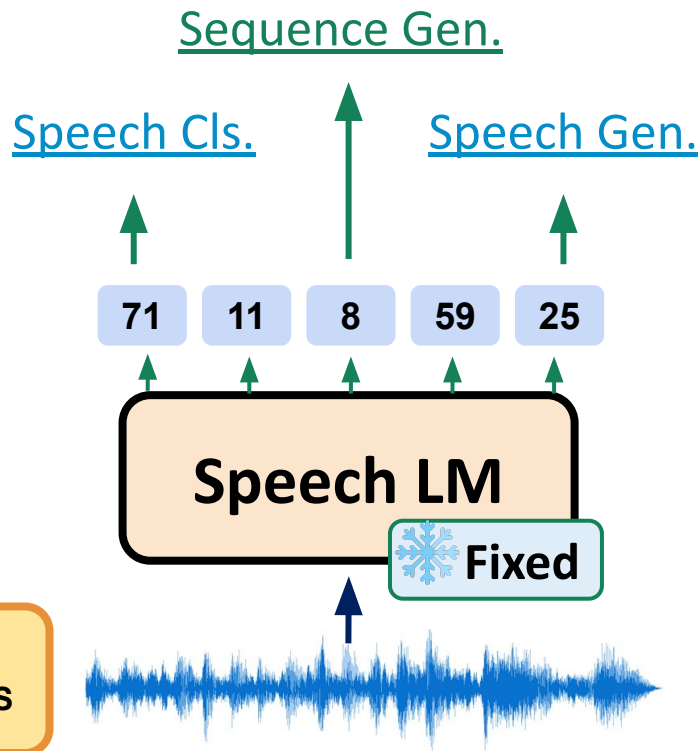 Sequence Gen.
Speech Cls.
Speech Gen.
71 11 8 59 25
Speech LM
Fixed